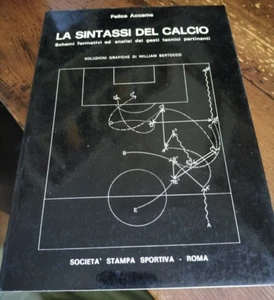 Felice Accame
LA SINTASSI DEL CALCIO
Schemi formativi ed analisi dei gesti tecnici pertinenti
SOLUZIONI GRAFICHE DI WILLIAM BERTOCCO
B
E
A
SOCIETA' STAMPA SPORTIVA - ROMA